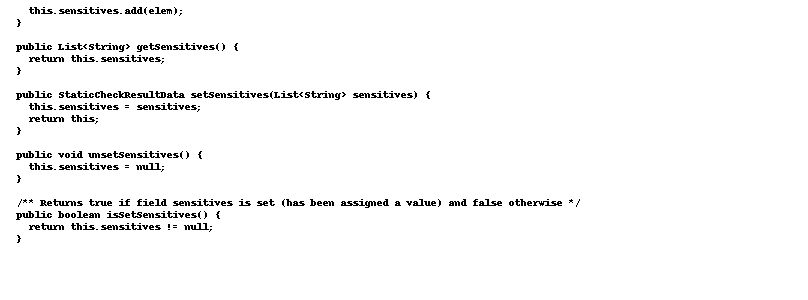 this.sensitives.add(elem);
  }

  public List<String> getSensitives() {
    return this.sensitives;
  }

  public StaticCheckResultData setSensitives(List<String> sensitives) {
    this.sensitives = sensitives;
    return this;
  }

  public void unsetSensitives() {
    this.sensitives = null;
  }

  /** Returns true if field sensitives is set (has been assigned a value) and false otherwise */
  public boolean isSetSensitives() {
    return this.sensitives != null;
  }